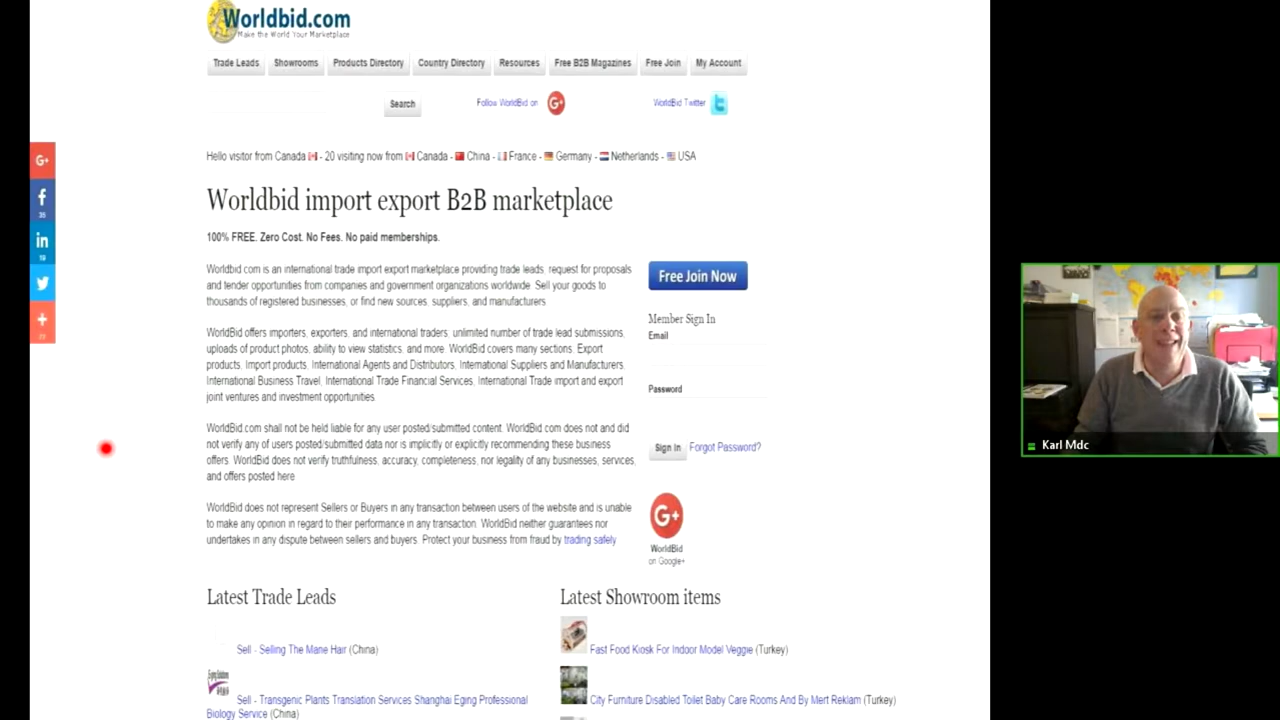 Worldbid.com
Make the World Your Marketplace
Trade Leads Showrooms Products Directory Country Directory Resources Free B2B Magazines Free Join My Account
Search
Follow WorldBid on
G+
WorldBid Twitter
Hello visitor from Canada - 20 visiting now from Canada - China - France - Germany - Netherlands - USA
G+
35
in
19
Worldbid import export B2B marketplace
100% FREE. Zero Cost. No Fees. No paid memberships.
Worldbid.com is an international trade import export marketplace providing trade leads, request for proposals
and tender opportunities from companies and government organizations worldwide. Sell your goods to
thousands of registered businesses, or find new sources, suppliers, and manufacturers.
WorldBid offers importers, exporters, and international traders, unlimited number of trade lead submissions,
uploads of product photos, ability to view statistics, and more. WorldBid covers many sections. Export
products, Import products, International Agents and Distributors, International Suppliers and Manufacturers,
International Business Travel, International Trade Financial Services, International Trade import and export
joint ventures and investment opportunities.
WorldBid.com shall not be held liable for any user posted/submitted content. WorldBid.com does not and did
not verify any of users posted/submitted data nor is implicitly or explicitly recommending these business
offers. WorldBid does not verify truthfulness, accuracy, completeness, nor legality of any businesses, services,
and offers posted here
WorldBid does not represent Sellers or Buyers in any transaction between users of the website and is unable
to make any opinion in regard to their performance in any transaction. WorldBid neither guarantees nor
undertakes in any dispute between sellers and buyers. Protect your business from fraud by trading safely
Free Join Now
Member Sign In
Email
Password
Sign In Forgot Password?
G+
WorldBid
on Google+
Karl Mdc
Latest Trade Leads
Sell - Selling The Mane Hair (China)
Sell - Transgenic Plants Translation Services Shanghai Eging Professional
Biology Service (China)
Latest Showroom items
Fast Food Kiosk For Indoor Model Veggie (Turkey)
City Furniture Disabled Toilet Baby Care Rooms And By Mert Reklam (Turkey)